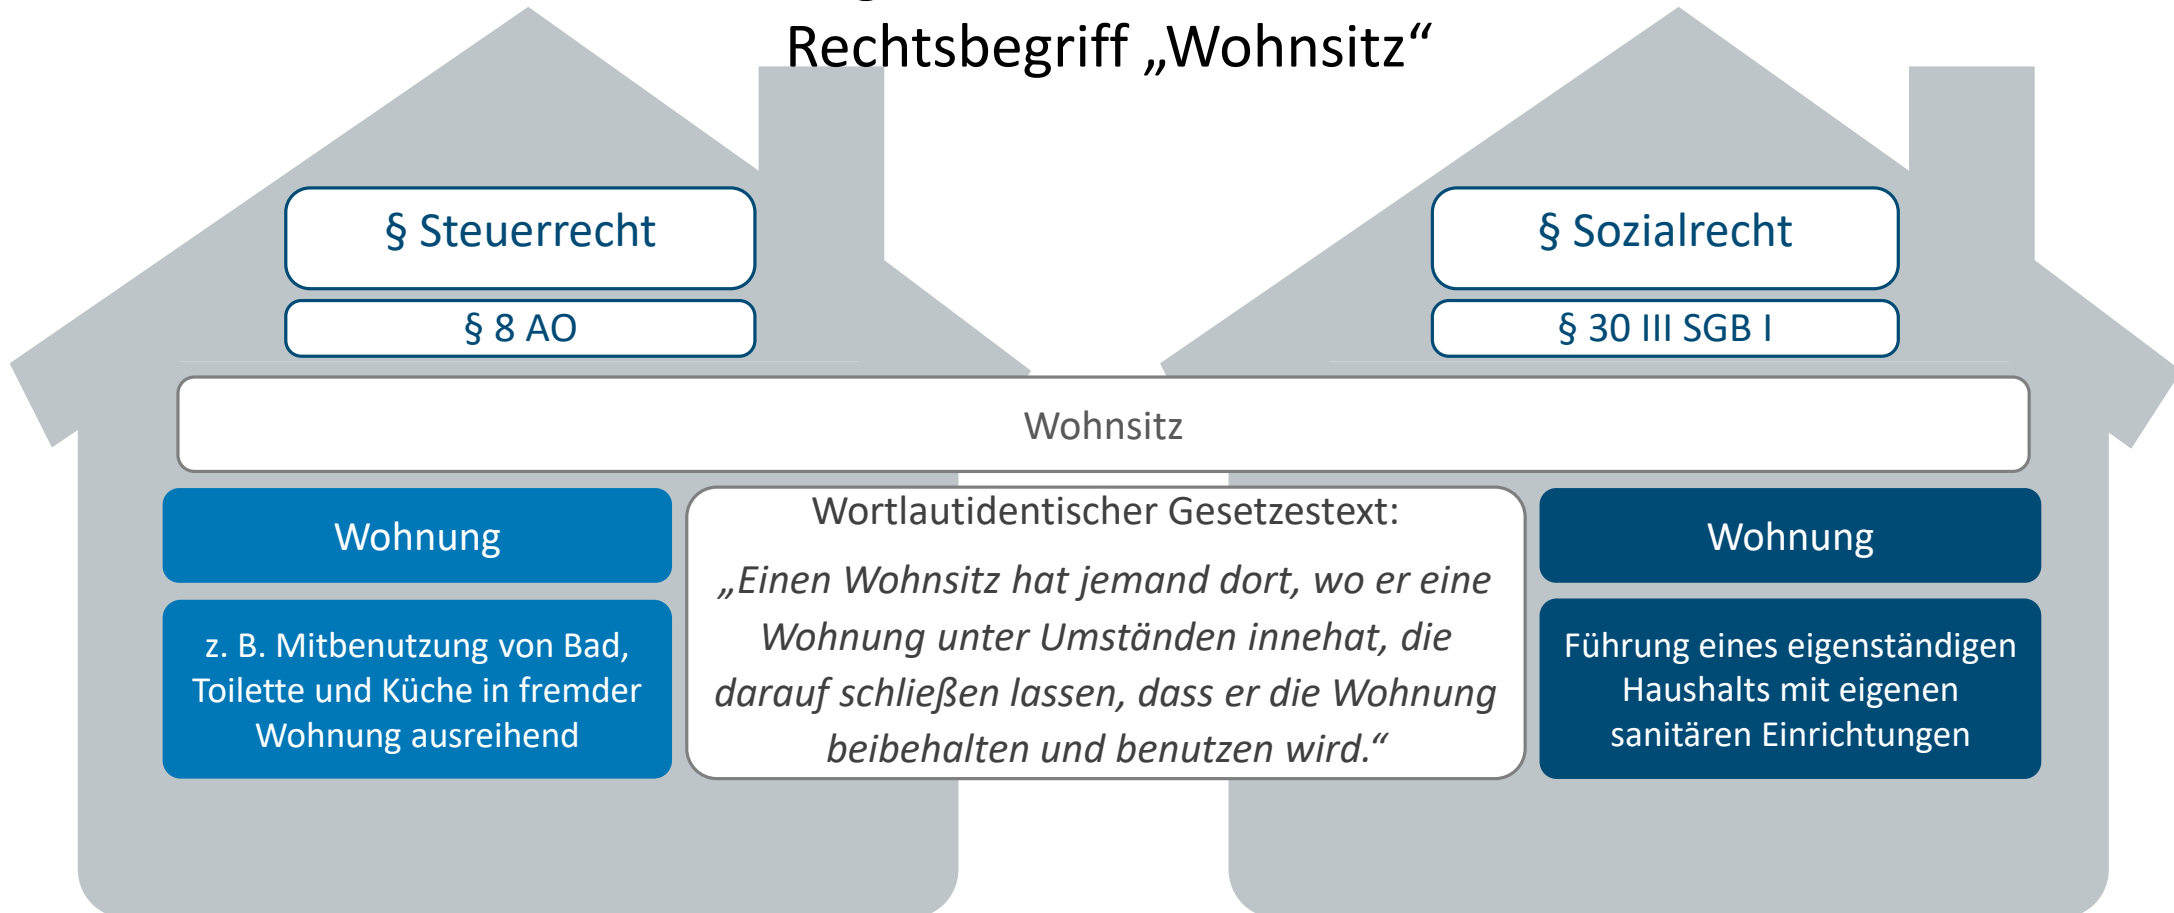 Rechtsbegriff „Wohnsitz“
§ Steuerrecht
§ 8 AO
§ Sozialrecht
§ 30 III SGB I
Wohnsitz
Wohnung
z. B. Mitbenutzung von Bad,
Toilette und Küche in fremder
Wohnung ausreihend
Wortlautidentischer Gesetzestext:
„Einen Wohnsitz hat jemand dort, wo er eine
Wohnung unter Umständen innehat, die
darauf schließen lassen, dass er die Wohnung
beibehalten und benutzen wird.“
Wohnung
Führung eines eigenständigen
Haushalts mit eigenen
sanitären Einrichtungen